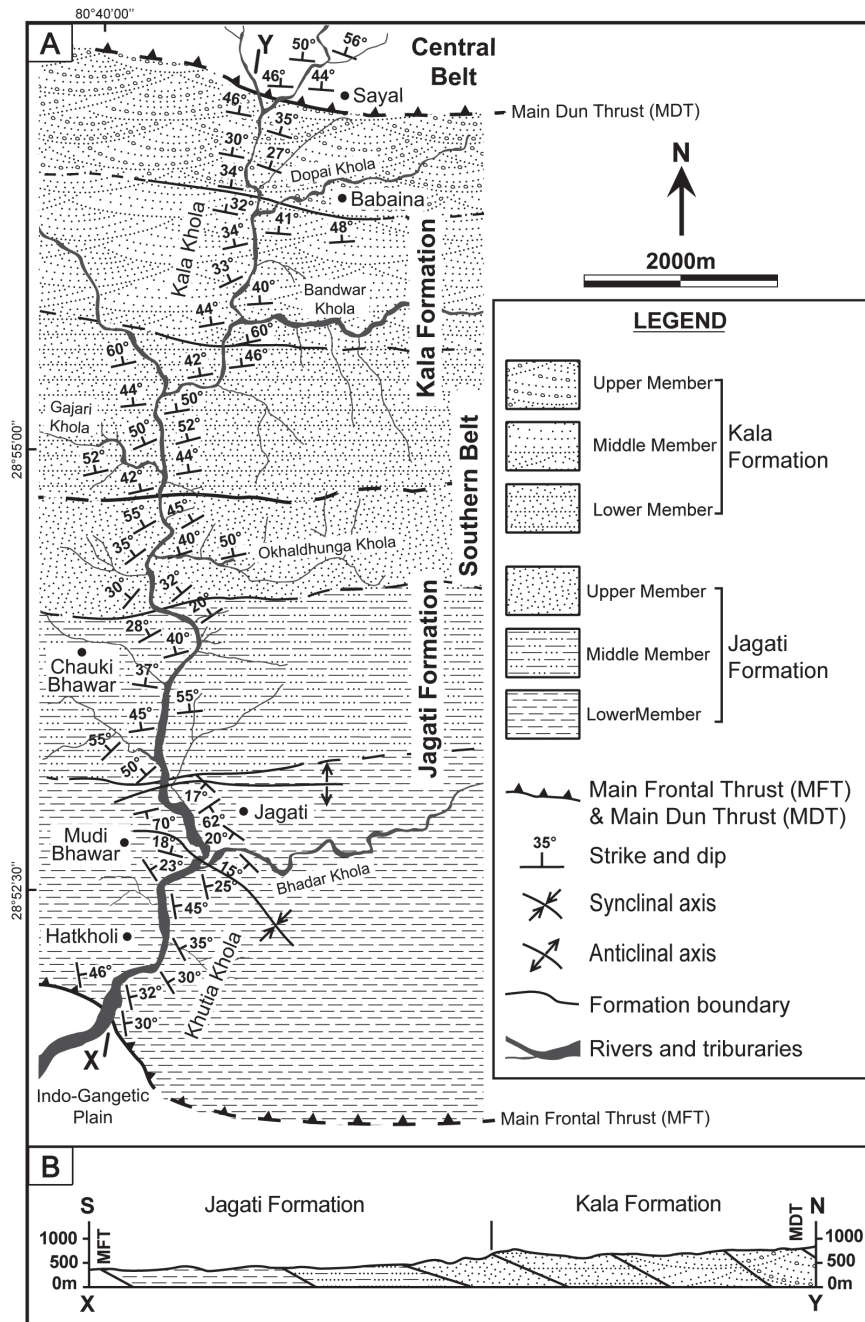 80°40'00"
A
Y
50°
56°
Central
Belt
46°
44°
Sayal
46°
35°
Main Dun Thrust (MDT)
30°
27°
Dopai Khola
34°
Babaina
32°
41°
48°
34°
Kala Khola
33°
Bandwar
Khola
40°
44°
60°
Kala Formation
60°
42°
46°
44°
50°
Gajari
Khola
50°
52°
28°55'00"
52°
44°
42°
Southern Belt
55°
45°
35°
40°
50°
Okhaldhunga Khola
30°
32°
20°
28°
40°
Chauki
Bhawar
37°
Jagati Formation
55°
45°
55°
50°
17°
Jagati
70°
62°
Mudi
Bhawar
18°
20°
23°
15°
Bhadar Khola
28°52'30"
25°
45°
Hatkholi
35°
Khutia Khola
46°
30°
32°
30°
X
Indo-Gangetic
Plain
Main Frontal Thrust (MFT)
N
2000m
LEGEND
Upper Member
Middle Member
Kala
Formation
Lower Member
Upper Member
Middle Member
Jagati
Formation
LowerMember
Main Frontal Thrust (MFT)
& Main Dun Thrust (MDT)
35°
Strike and dip
Synclinal axis
Anticlinal axis
Formation boundary
Rivers and triburaries
B
S
Jagati Formation
Kala Formation
N
1000
500
0m
MFT
MDT
1000
500
0m
X
Y